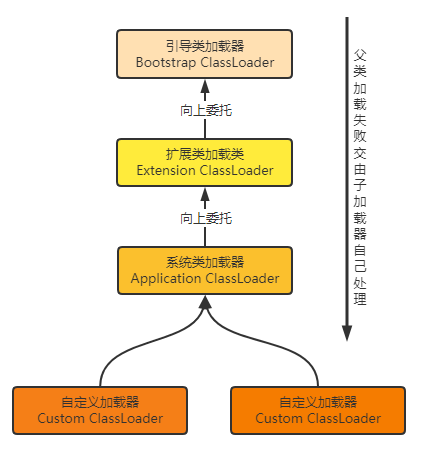 引导类加载器
Bootstrap ClassLoader
向上委托
扩展类加载类
Extension ClassLoader
向上委托
系统类加载器
Application ClassLoader
自定义加载器
Custom ClassLoader
自定义加载器
Custom ClassLoader
父类加载失败交由子加载器自己处理